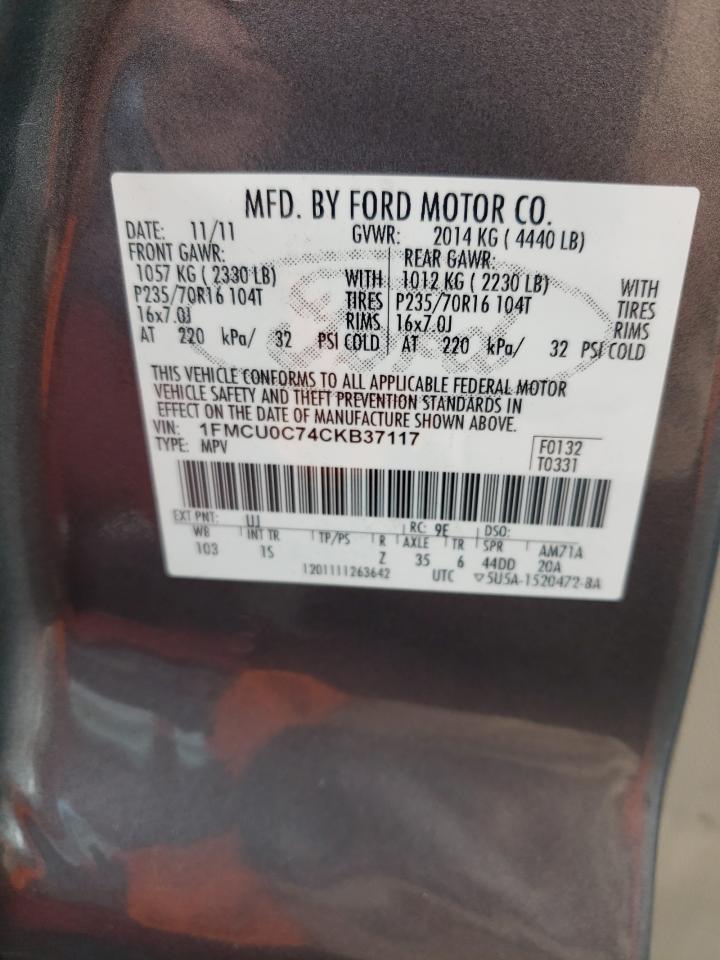 MFD. BY FORD MOTOR CO.
DATE: 11/11 GVWR: 2014 KG ( 4440 LB)
FRONT GAWR: REAR GAWR:
1057 KG ( 2330 LB) WITH 1012 KG ( 2230 LB) WITH
P235/70R16 104T TIRES P235/70R16 104T TIRES
16x7.0J RIMS 16x7.0J RIMS
AT 220 kPa/ 32 PSI COLD AT 220 kPa/ 32 PSI COLD
THIS VEHICLE CONFORMS TO ALL APPLICABLE FEDERAL MOTOR
VEHICLE SAFETY AND THEFT PREVENTION STANDARDS IN
EFFECT ON THE DATE OF MANUFACTURE SHOWN ABOVE.
VIN: 1FMCU0C74CKB37117 F0132
TYPE: MPV T0331
EXT PNT: UJ RC: 9E DSO:
WB INT TR TP/PS R AXLE TR SPR AM71A
103 1S Z 35 6 44DD 20A
1201111263642 UTC ▽5U5A-1520472-BA